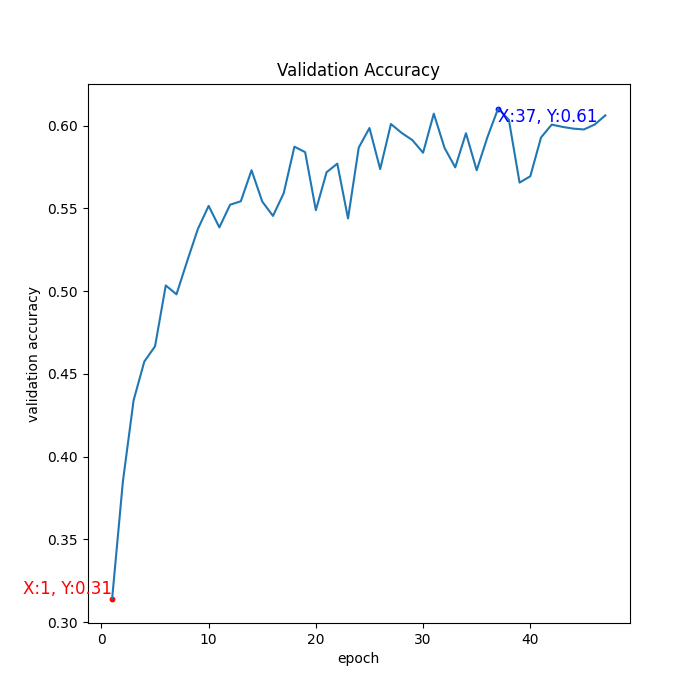 Validation Accuracy
validation accuracy
0.60
0.55
0.50
0.45
0.40
0.35
0.30
X:37, Y:0.61
X:1, Y:0.31
0
10
20
30
40
epoch